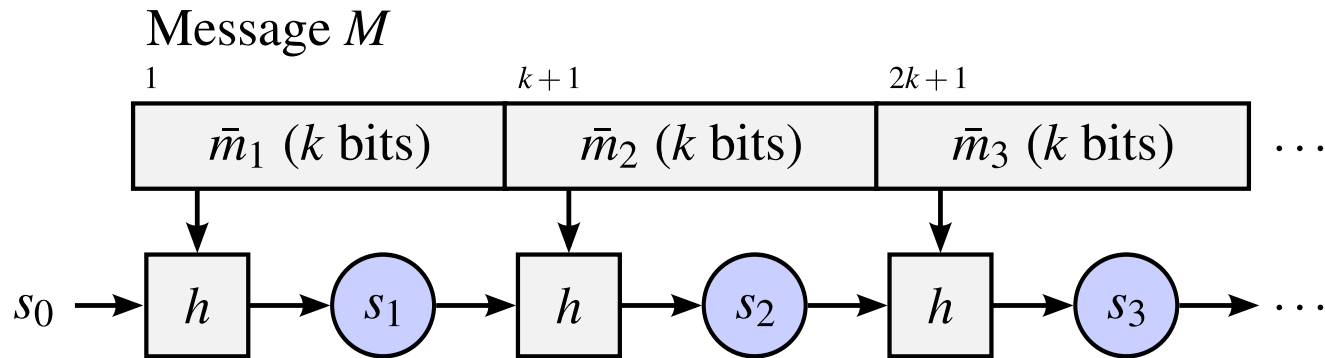 Message M
1 k+1 2k+1
m̄₁ (k bits) m̄₂ (k bits) m̄₃ (k bits) ⋯
s₀ h s₁ h s₂ h s₃ ⋯